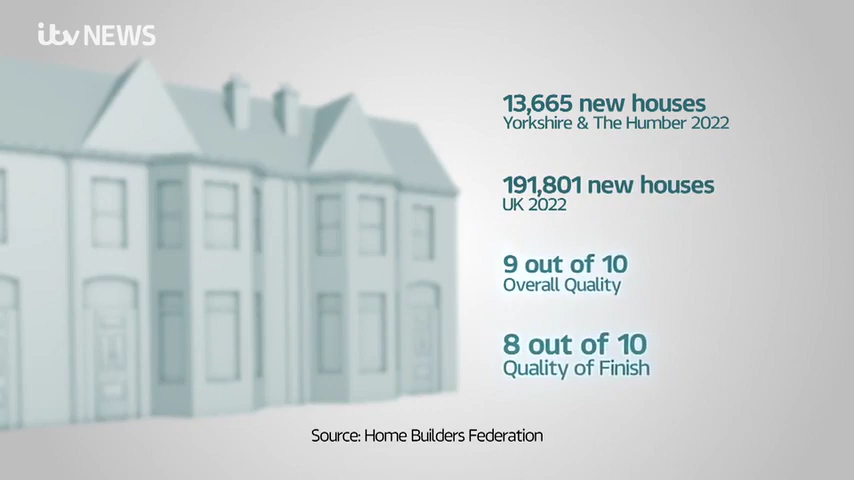 itv NEWS
13,665 new houses
Yorkshire & The Humber 2022
191,801 new houses
UK 2022
9 out of 10
Overall Quality
8 out of 10
Quality of Finish
Source: Home Builders Federation